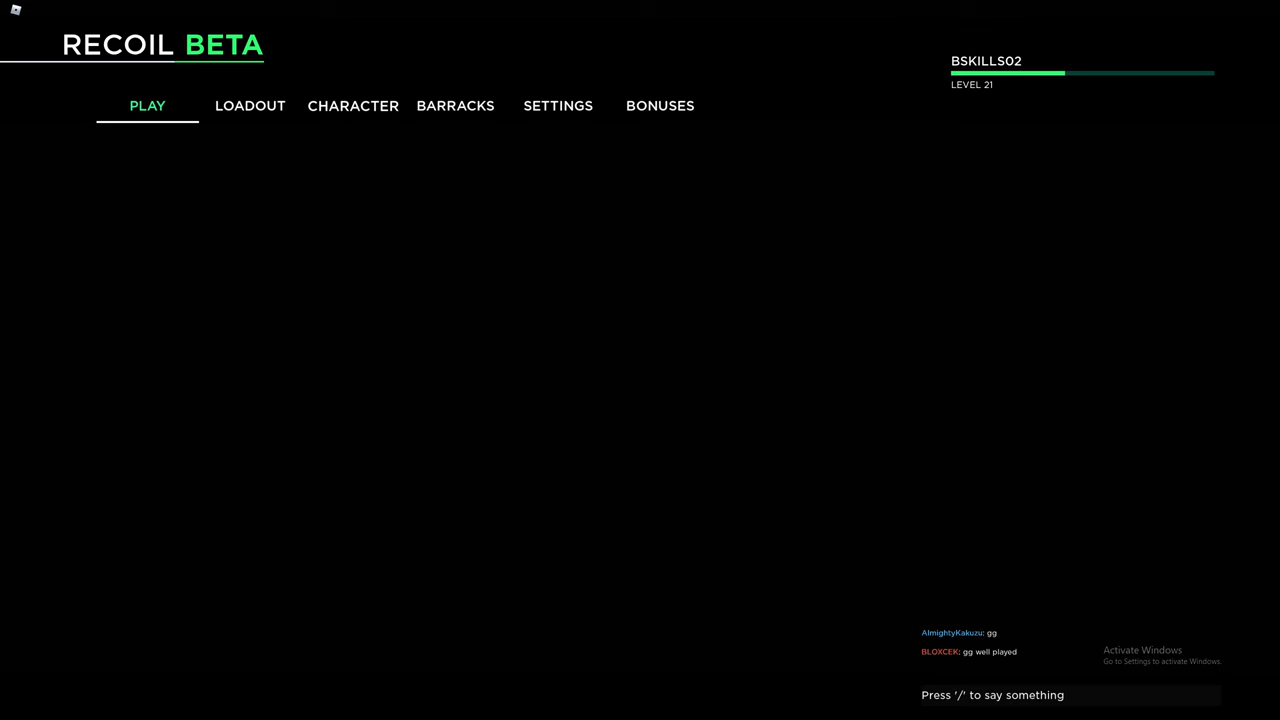 RECOIL BETA
BSKILLS02
LEVEL 21
PLAY LOADOUT CHARACTER BARRACKS SETTINGS BONUSES
AlmightyKakuzu: gg
BLOXCEK: gg well played
Activate Windows
Go to Settings to activate Windows.
Press '/' to say something